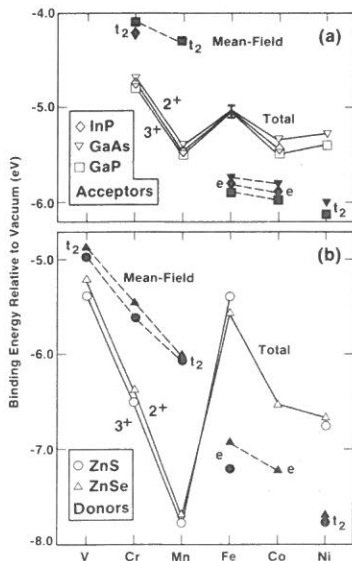 -4.0
t₂
Mean-Field
(a)
2⁺
3⁺
Total
-5.0
InP
GaAs
GaP
Acceptors
e
e
-6.0
t₂
Binding Energy Relative to Vacuum (eV)
t₂
(b)
-5.0
Mean-Field
t₂
Total
-6.0
2⁺
3⁺
-7.0
e
e
ZnS
ZnSe
Donors
t₂
-8.0
V Cr Mn Fe Co Ni